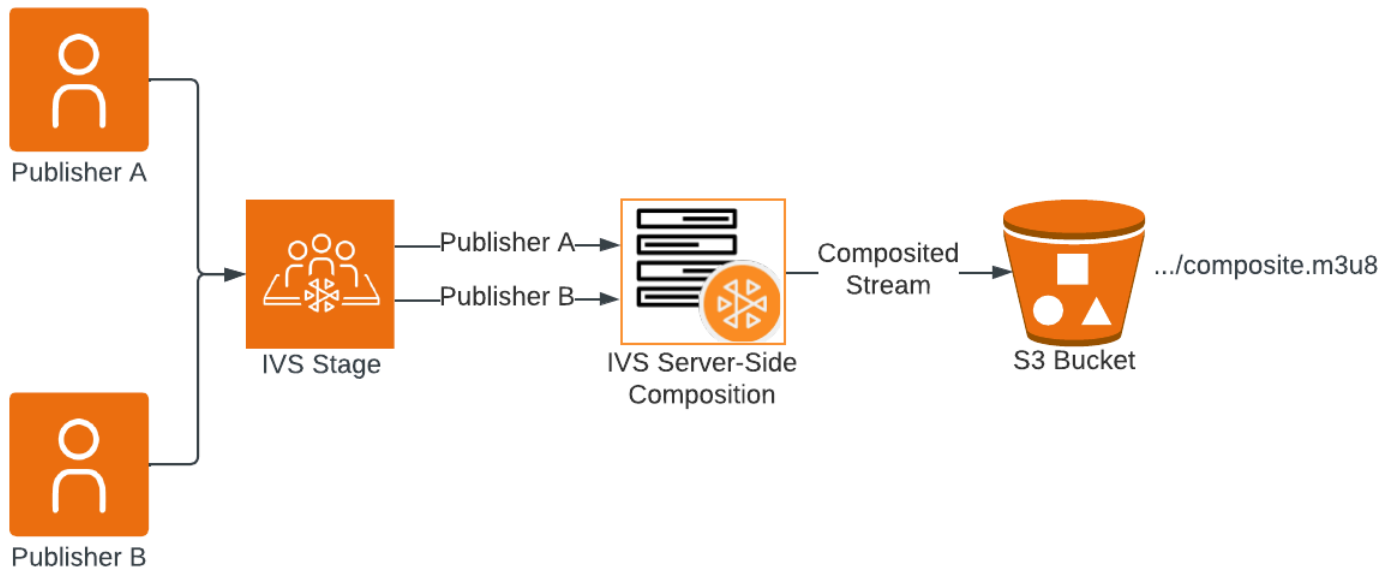 Publisher A
Publisher B
IVS Stage
Publisher A
Publisher B
IVS Server-Side
Composition
Composited
Stream
S3 Bucket
.../composite.m3u8